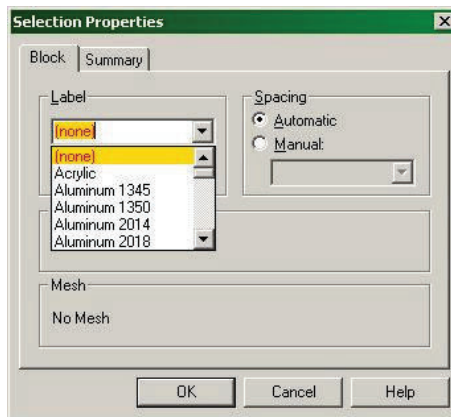 Selection Properties
Block
Summary
Label
(none)
(none)
Acrylic
Aluminum 1345
Aluminum 1350
Aluminum 2014
Aluminum 2018
Spacing
Automatic
Manual:
Mesh
No Mesh
OK
Cancel
Help